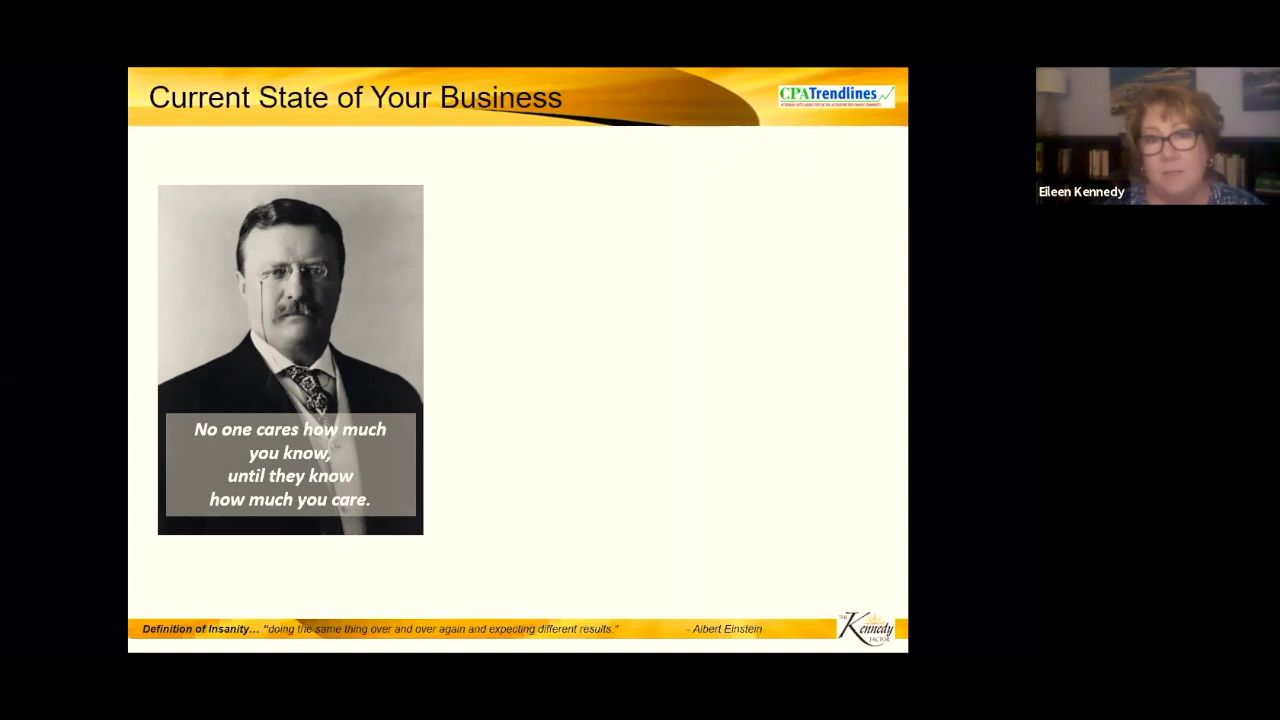 Current State of Your Business
CPATrendlines
Eileen Kennedy
No one cares how much
you know,
until they know
how much you care.
Definition of Insanity... “doing the same thing over and over again and expecting different results.” - Albert Einstein
THE
Kennedy
FACTOR